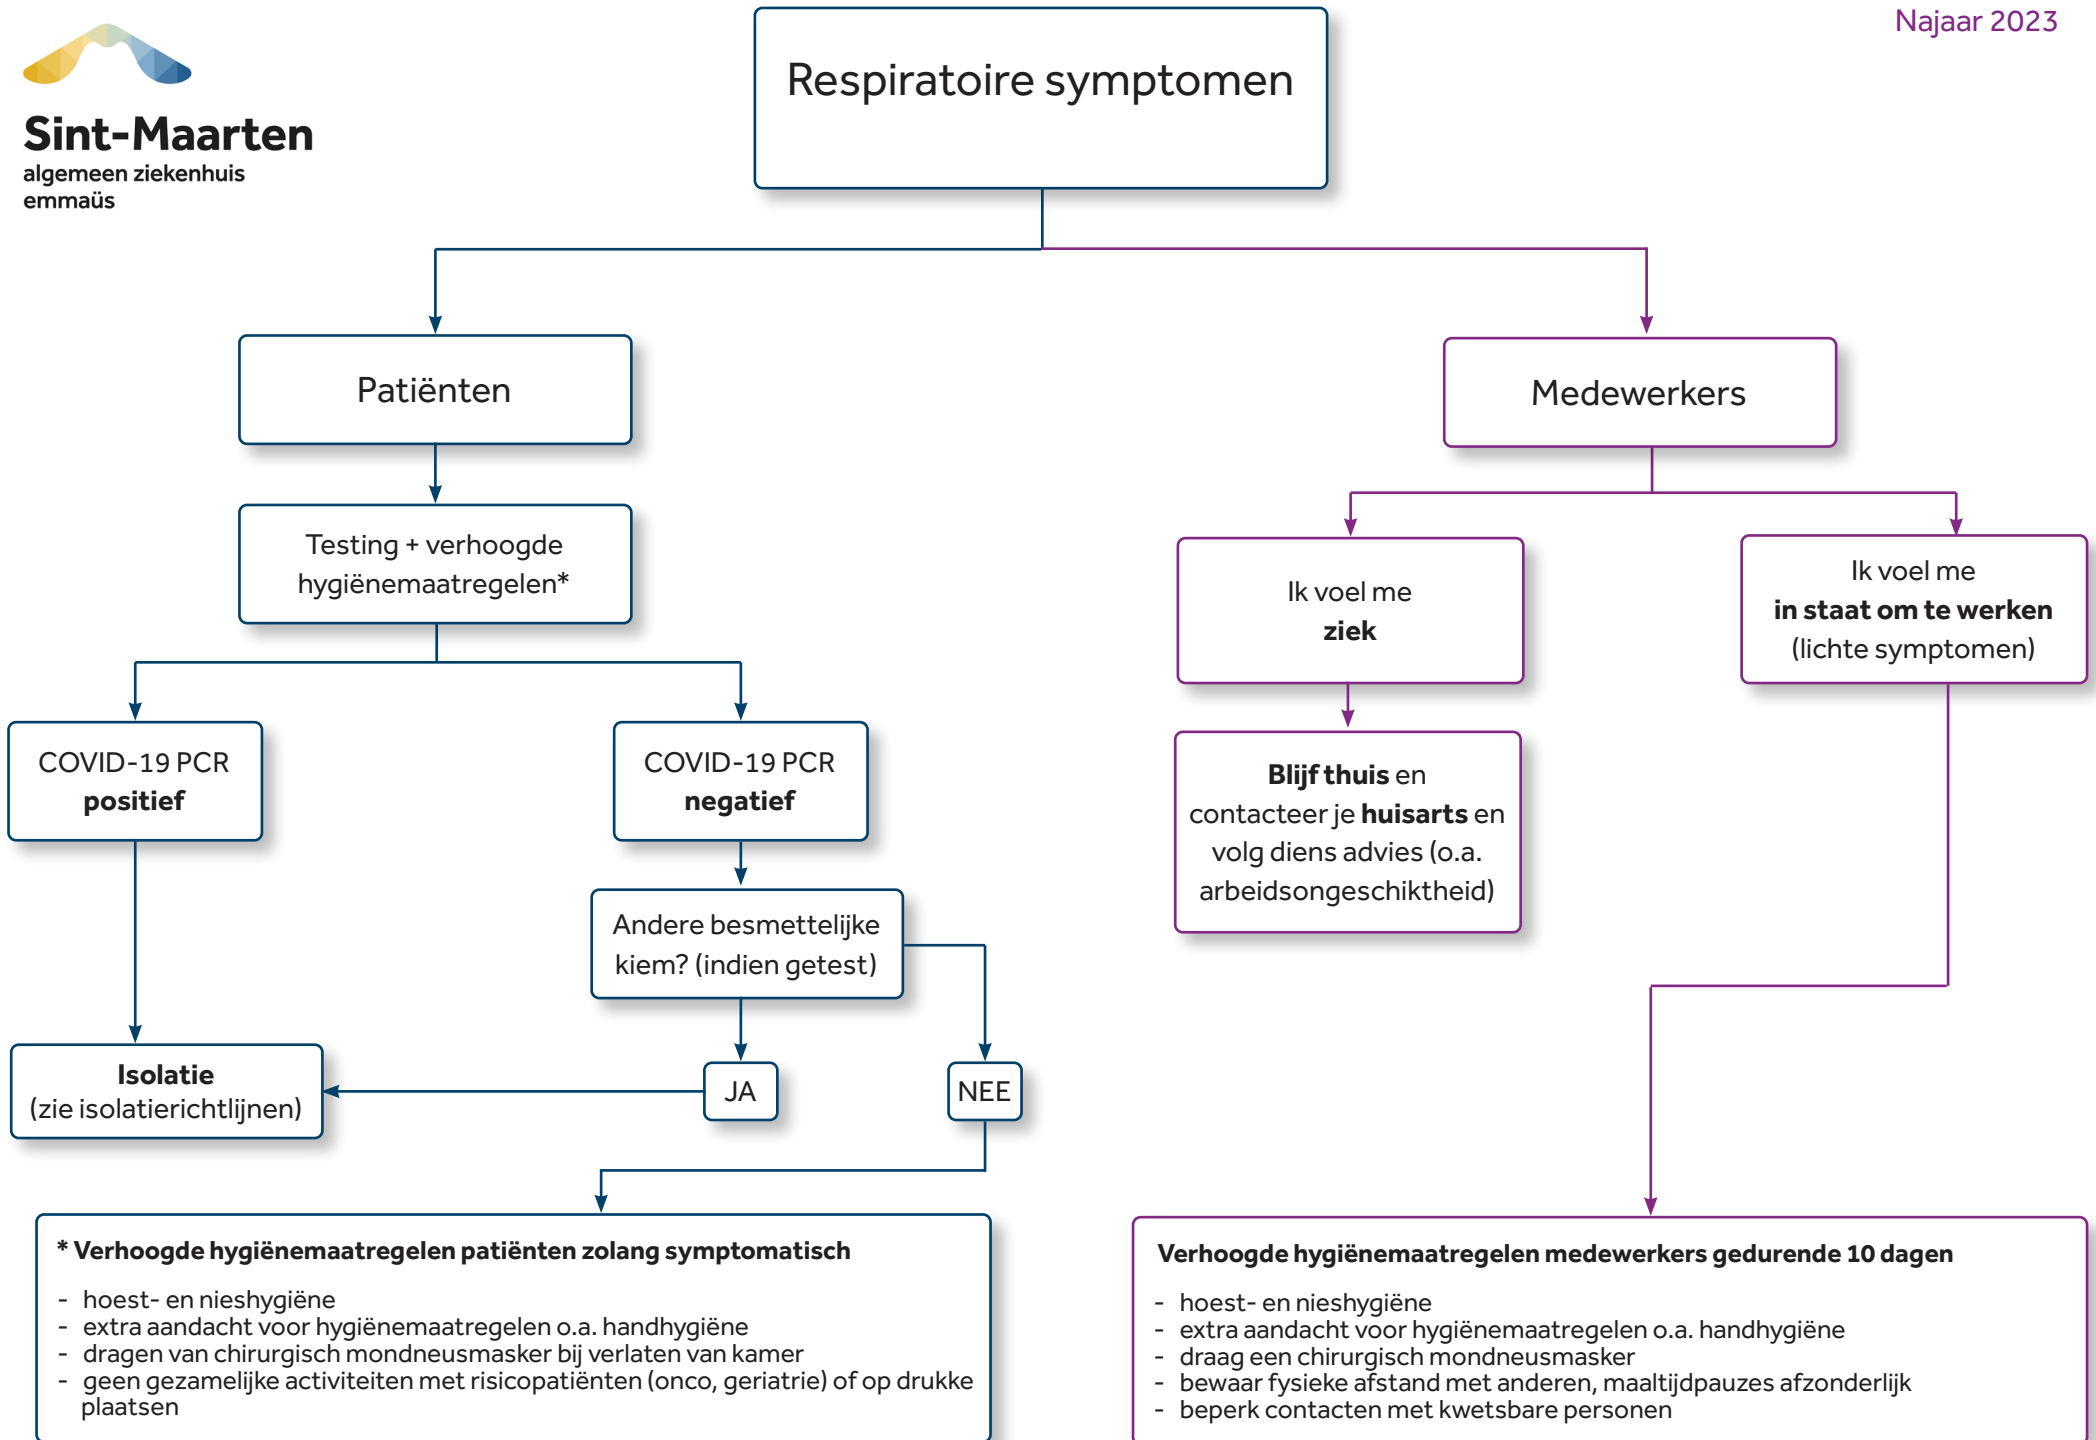 Najaar 2023
Sint-Maarten
algemeen ziekenhuis
emmaüs
Respiratoire symptomen
Patiënten
Medewerkers
Testing + verhoogde
hygiënemaatregelen*
Ik voel me
ziek
Ik voel me
in staat om te werken
(lichte symptomen)
COVID-19 PCR
positief
COVID-19 PCR
negatief
Blijf thuis en
contacteer je huisarts en
volg diens advies (o.a.
arbeidsongeschiktheid)
Andere besmettelijke
kiem? (indien getest)
Isolatie
(zie isolatierichtlijnen)
JA
NEE
* Verhoogde hygiënemaatregelen patiënten zolang symptomatisch
- hoest- en nieshygiëne
- extra aandacht voor hygiënemaatregelen o.a. handhygiëne
- dragen van chirurgisch mondneusmasker bij verlaten van kamer
- geen gezamelijke activiteiten met risicopatiënten (onco, geriatrie) of op drukke
plaatsen
Verhoogde hygiënemaatregelen medewerkers gedurende 10 dagen
- hoest- en nieshygiëne
- extra aandacht voor hygiënemaatregelen o.a. handhygiëne
- draag een chirurgisch mondneusmasker
- bewaar fysieke afstand met anderen, maaltijdpauzes afzonderlijk
- beperk contacten met kwetsbare personen